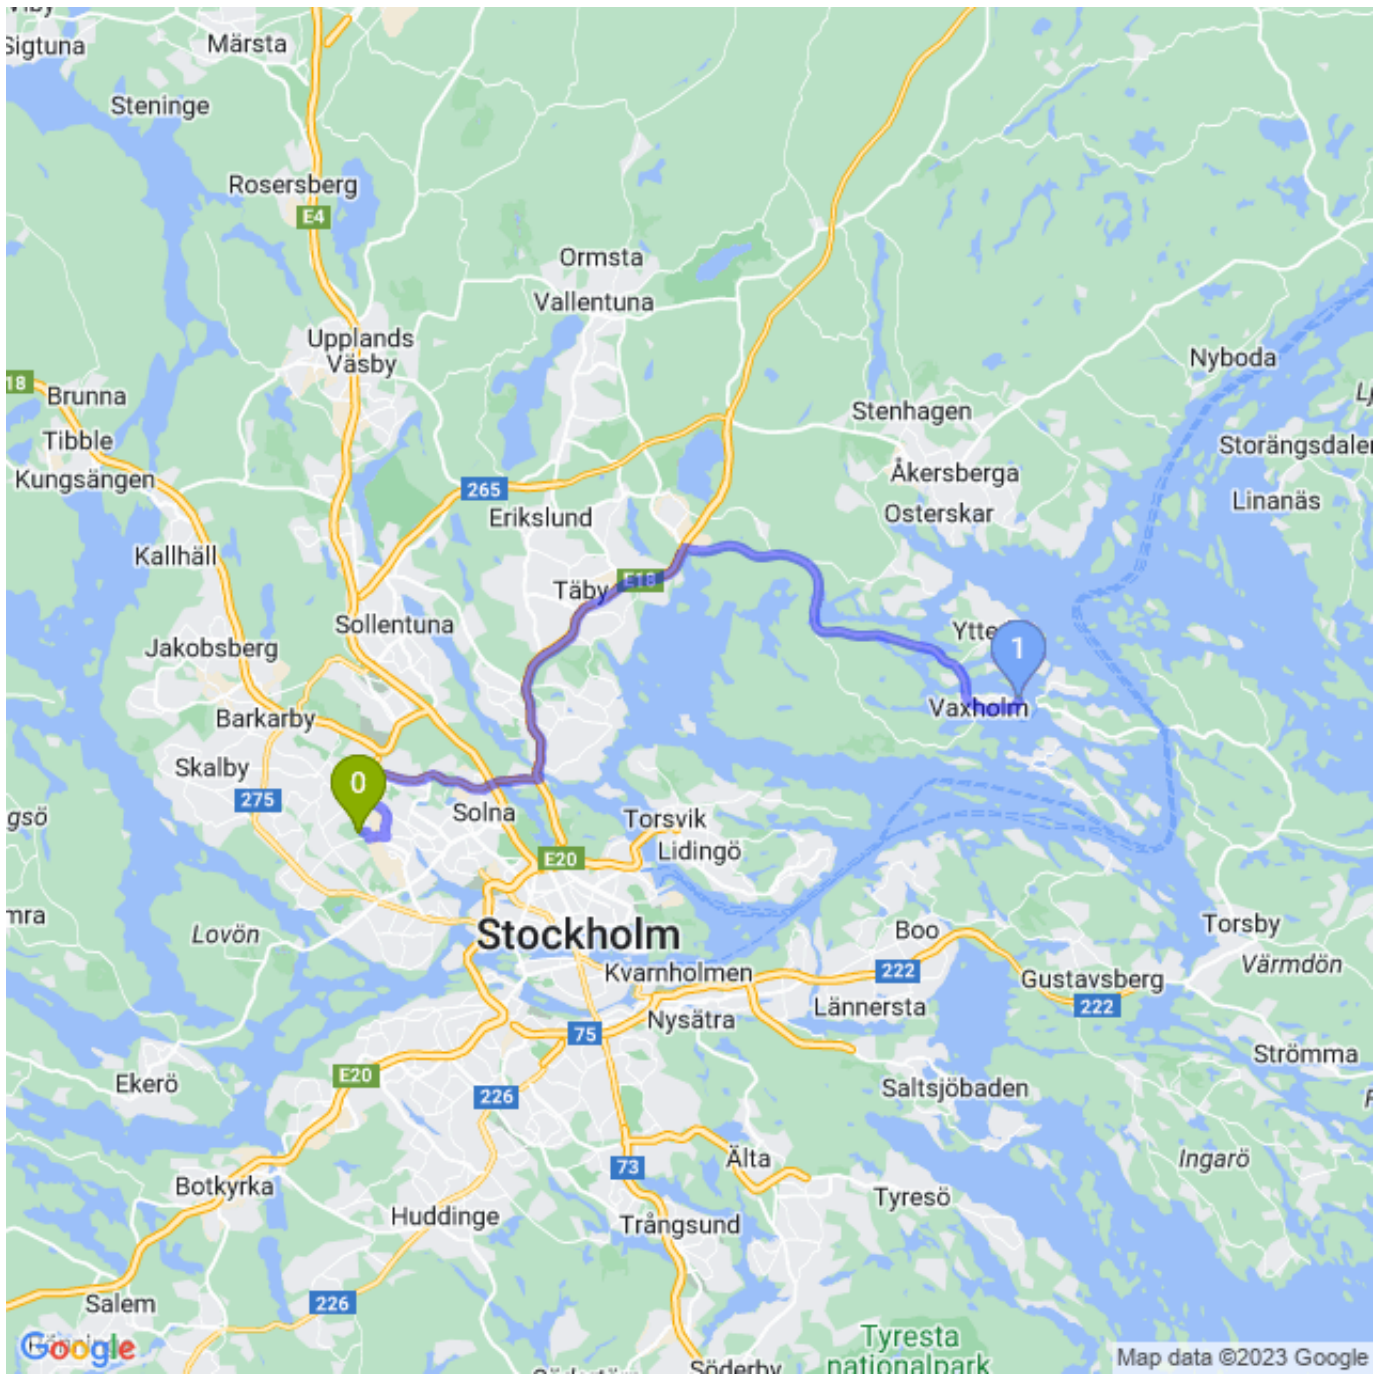 Märsta
Sigtuna
Steninge
Rosersberg
E4
Ormsta
Vallentuna
Upplands
Väsby
Nyboda
18
Brunna
Stenhagen
Tibble
Storängsdalen
Kungsängen
265
Åkersberga
Linanäs
Erikslund
Osterskar
Kallhäll
Täby
E18
Sollentuna
Jakobsberg
1
Barkarby
Vaxholm
Skalby
0
275
Solna
Torsvik
Lidingö
E20
Lovön
Stockholm
Boo
Torsby
Värmdön
Kvarnholmen
222
Gustavsberg
222
Lännersta
Nysätra
75
Strömma
E20
Ekerö
226
Saltsjöbaden
Älta
Ingarö
73
Botkyrka
Tyresö
Huddinge
Trångsund
226
Salem
Google
Tyresta
nationalpark
Söderby
Map data ©2023 Google